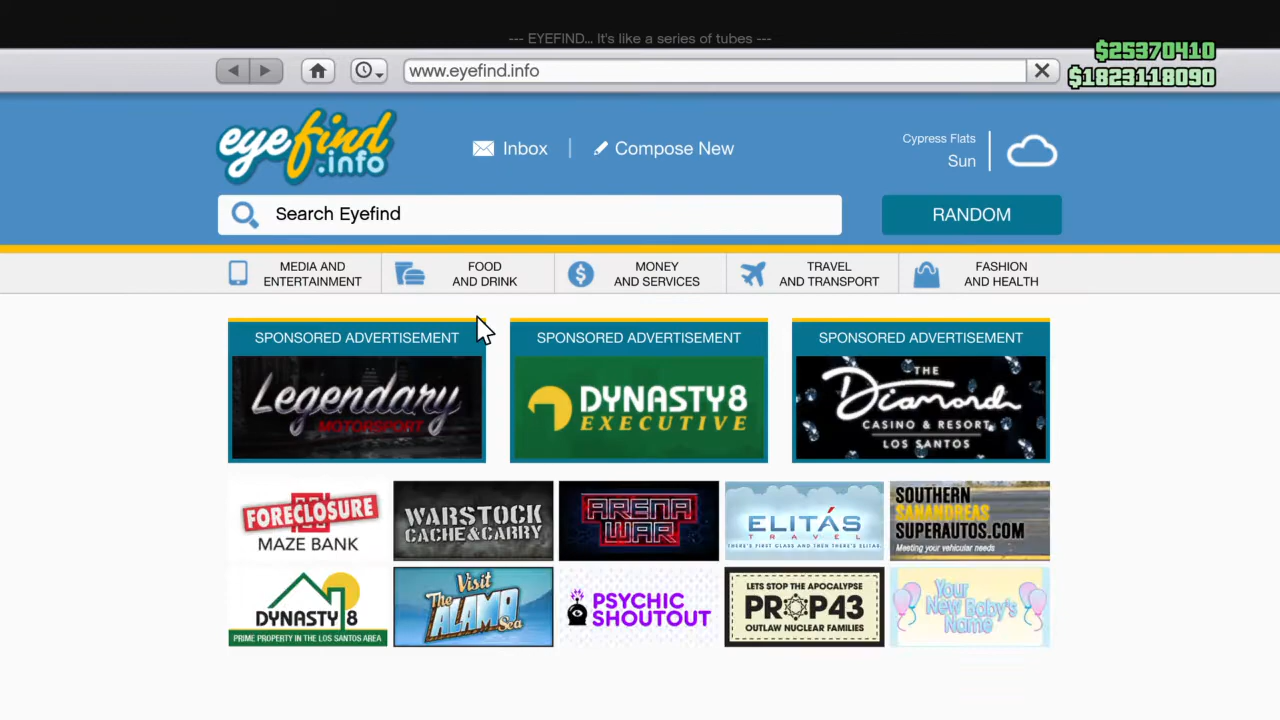 --- EYEFIND... It's like a series of tubes ---
$25370410
www.eyefind.info
$1823118090
eyefind
.info
Inbox
Compose New
Cypress Flats
Sun
Search Eyefind
RANDOM
MEDIA AND
ENTERTAINMENT
FOOD
AND DRINK
MONEY
AND SERVICES
TRAVEL
AND TRANSPORT
FASHION
AND HEALTH
SPONSORED ADVERTISEMENT
Legendary
MOTORSPORT
SPONSORED ADVERTISEMENT
DYNASTY8
EXECUTIVE
SPONSORED ADVERTISEMENT
THE
Diamond
CASINO & RESORT
LOS SANTOS
FORECLOSURE
MAZE BANK
WARSTOCK
CACHE&CARRY
ARENA
WAR
ELITÁS
TRAVEL
THERE'S FIRST CLASS AND THEN THERE'S ELITAS.
SOUTHERN
SANANDREAS
SUPERAUTOS.COM
Meeting your vehicular needs
DYNASTY 8
PRIME PROPERTY IN THE LOS SANTOS AREA
Visit
The ALAMO
Sea
PSYCHIC
SHOUTOUT
LETS STOP THE APOCALYPSE
PROP43
OUTLAW NUCLEAR FAMILIES
Your
New Baby's
Name